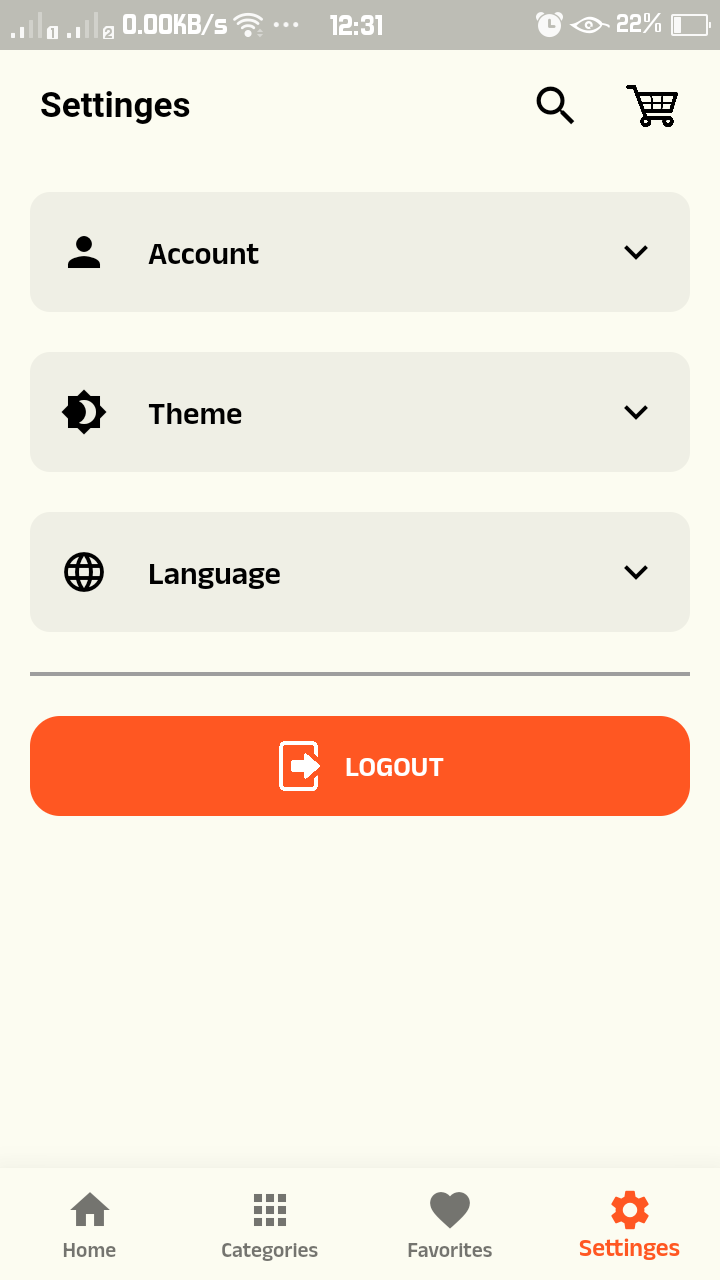 0.00KB/s ... 12:31 22%
Settinges
Account
Theme
Language
LOGOUT
Home Categories Favorites Settinges